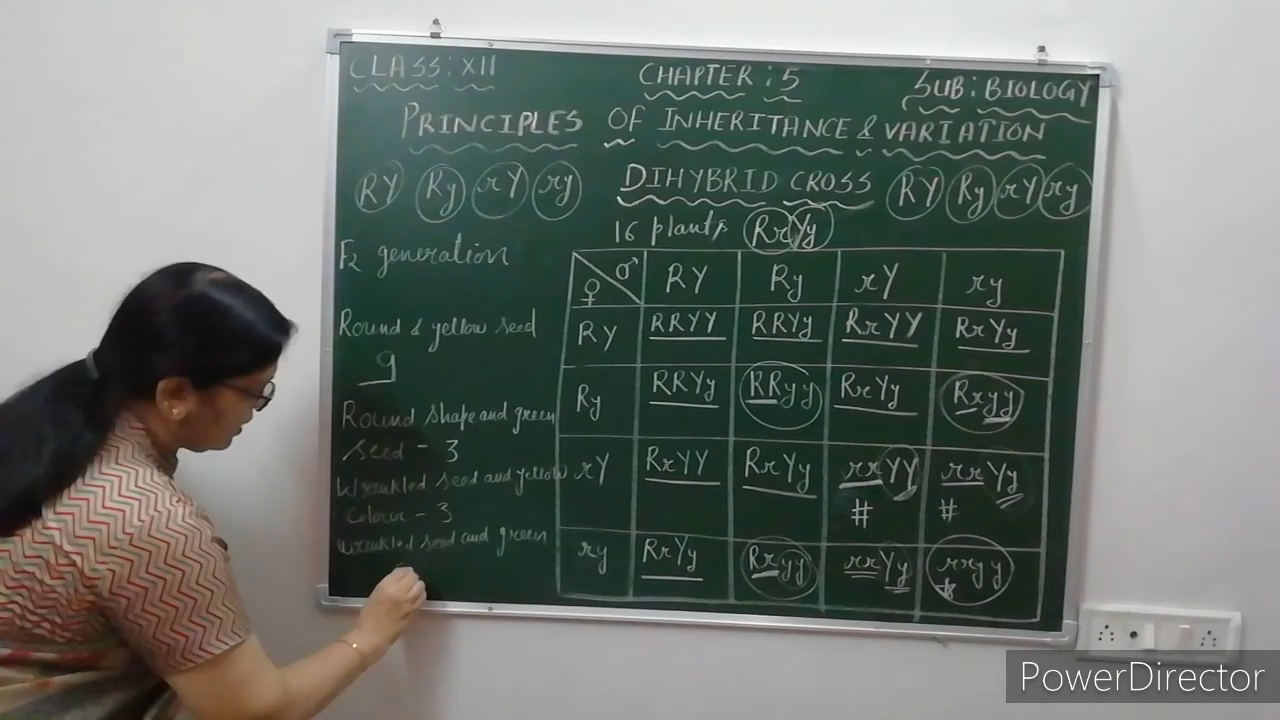 CLASS: XII
CHAPTER : 5
SUB: BIOLOGY
PRINCIPLES OF INHERITANCE & VARIATION
RY Ry rY ry
DIHYBRID CROSS
RY Ry rY ry
16 plants RrYy
F2 generation
Round & yellow seed
9
Round shape and green
seed - 3
Wrinkled seed and yellow
Colour - 3
Wrinkled seed and green
♀ ♂ RY Ry rY ry
RY RRYY RRYy RrYY RrYy
Ry RRYy RRyy RrYy Rryy
rY RrYY RrYy rrYY rrYy
# #
ry RrYy Rryy rrYy rryy
PowerDirector